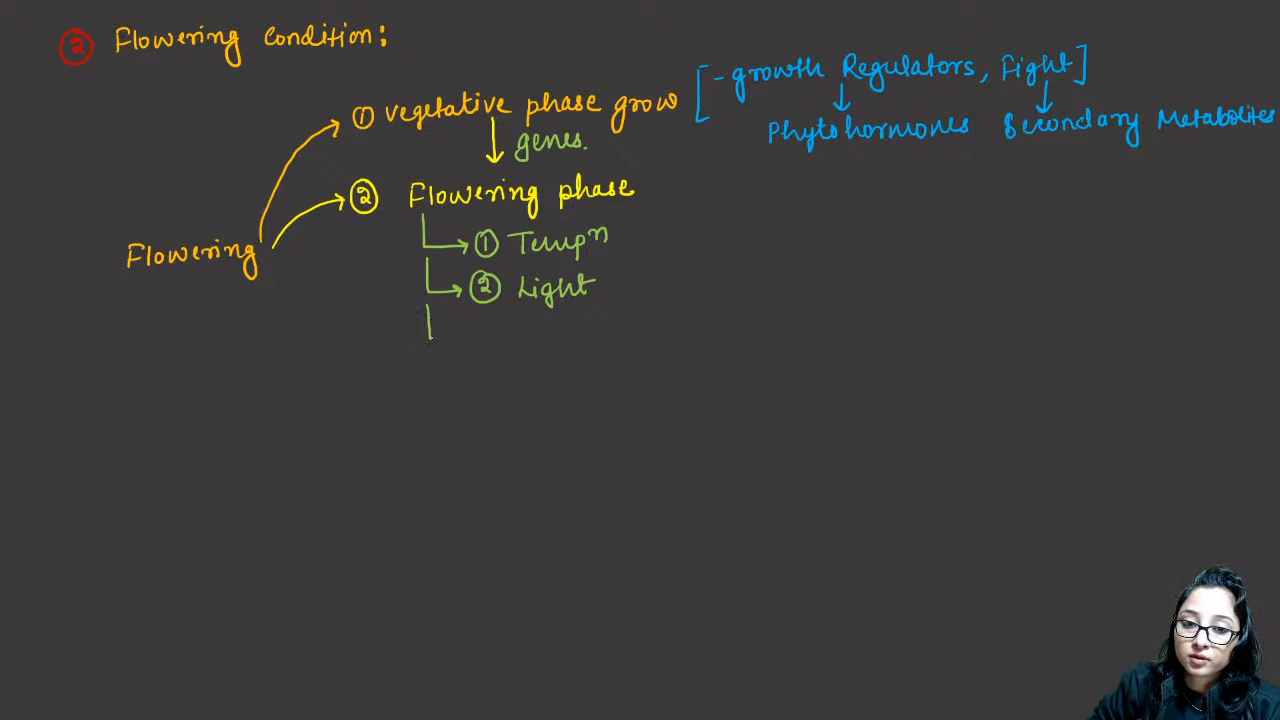 ② Flowering Condition:
① vegetative phase grow [- growth Regulators, Fight]
Phytohormones Secondary Metabolites
genes.
② Flowering phase
Flowering
① Tempn
② Light